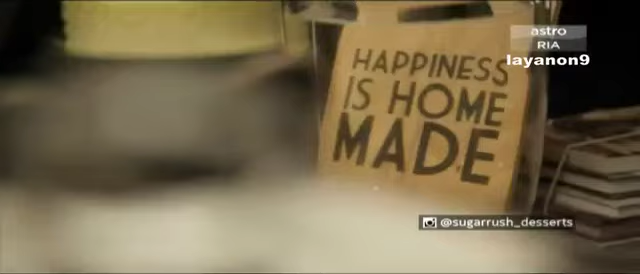 astro
RIA
layanon9
HAPPINESS
IS HOME
MADE
@sugarrush_desserts